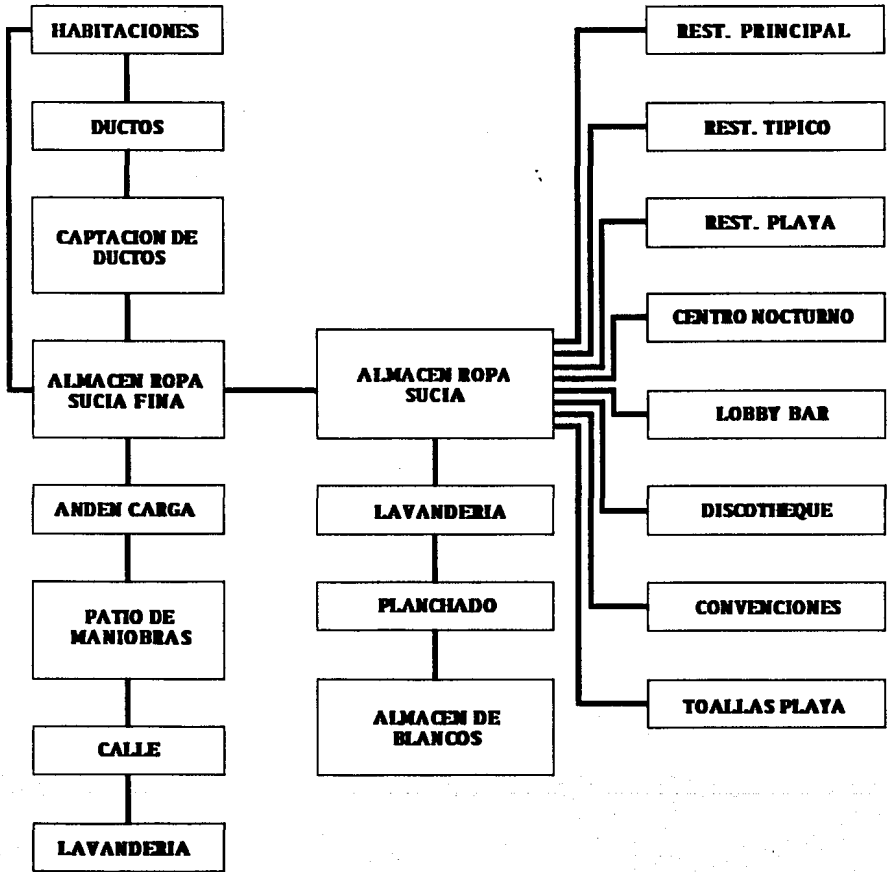 HABITACIONES
DUCTOS
CAPTACION DE
DUCTOS
ALMACEN ROPA
SUCIA FINA
ANDEN CARGA
PATIO DE
MANIOBRAS
CALLE
LAVANDERIA
ALMACEN ROPA
SUCIA
LAVANDERIA
PLANCHADO
ALMACEN DE
BLANCOS
REST. PRINCIPAL
REST. TIPICO
REST. PLAYA
CENTRO NOCTURNO
LOBBY BAR
DISCOTHEQUE
CONVENCIONES
TOALLAS PLAYA